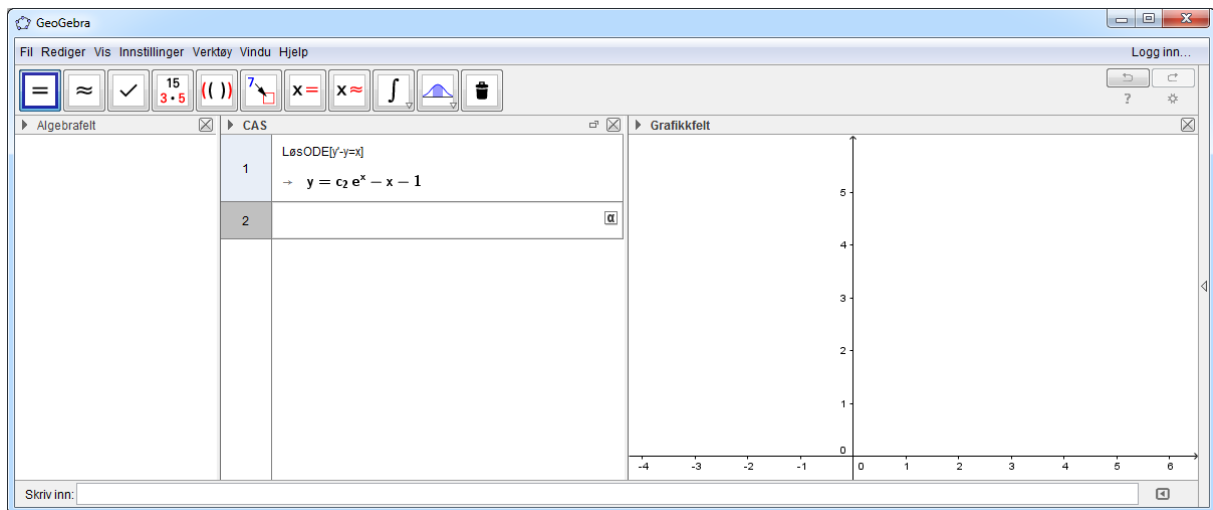 GeoGebra
Fil Rediger Vis Innstillinger Verktøy Vindu Hjelp
Logg inn...
= ≈ ✓ 15 3·5 (( )) 7 x= x≈ ∫
?
Algebrafelt
CAS
Grafikkfelt
1
LøsODE[y'-y=x]
→ y = c₂ eˣ − x − 1
2
α
5
4
3
2
1
0
-4 -3 -2 -1 0 1 2 3 4 5 6
Skriv inn: